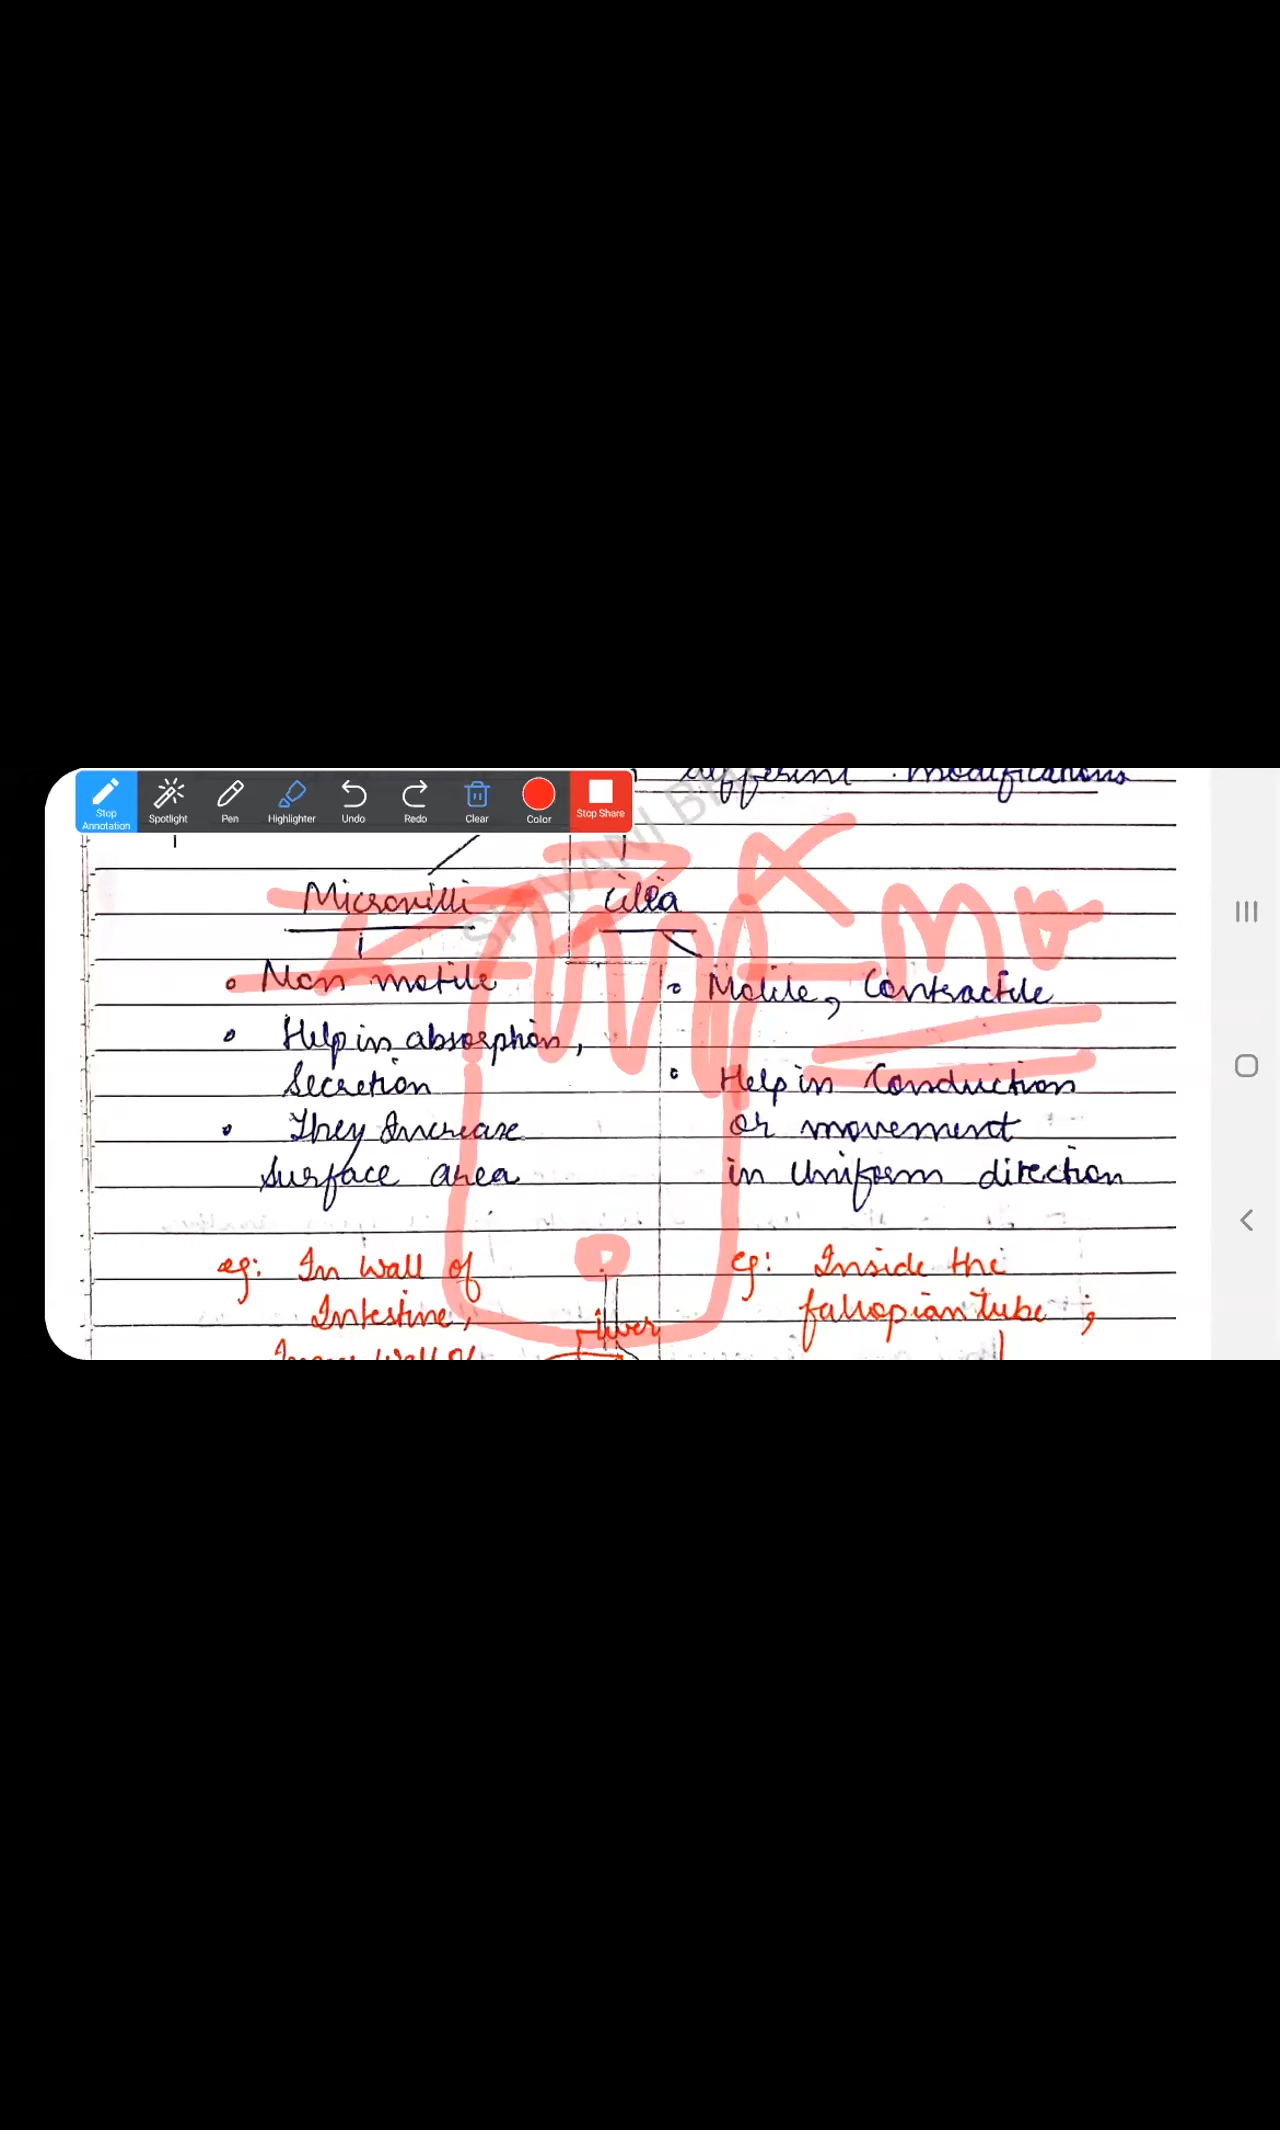 different modifications
Stop Annotation Spotlight Pen Highlighter Undo Redo Clear Color Stop Share
Microvilli Cilia
Non motile
Motile, Contractile
Help in absorption,
Secretion
Help in Conduction
They Increase
or movement
Surface area
in Uniform direction
eg: In Wall of
eg: Inside the
Intestine,
fallopian tube ;
liver